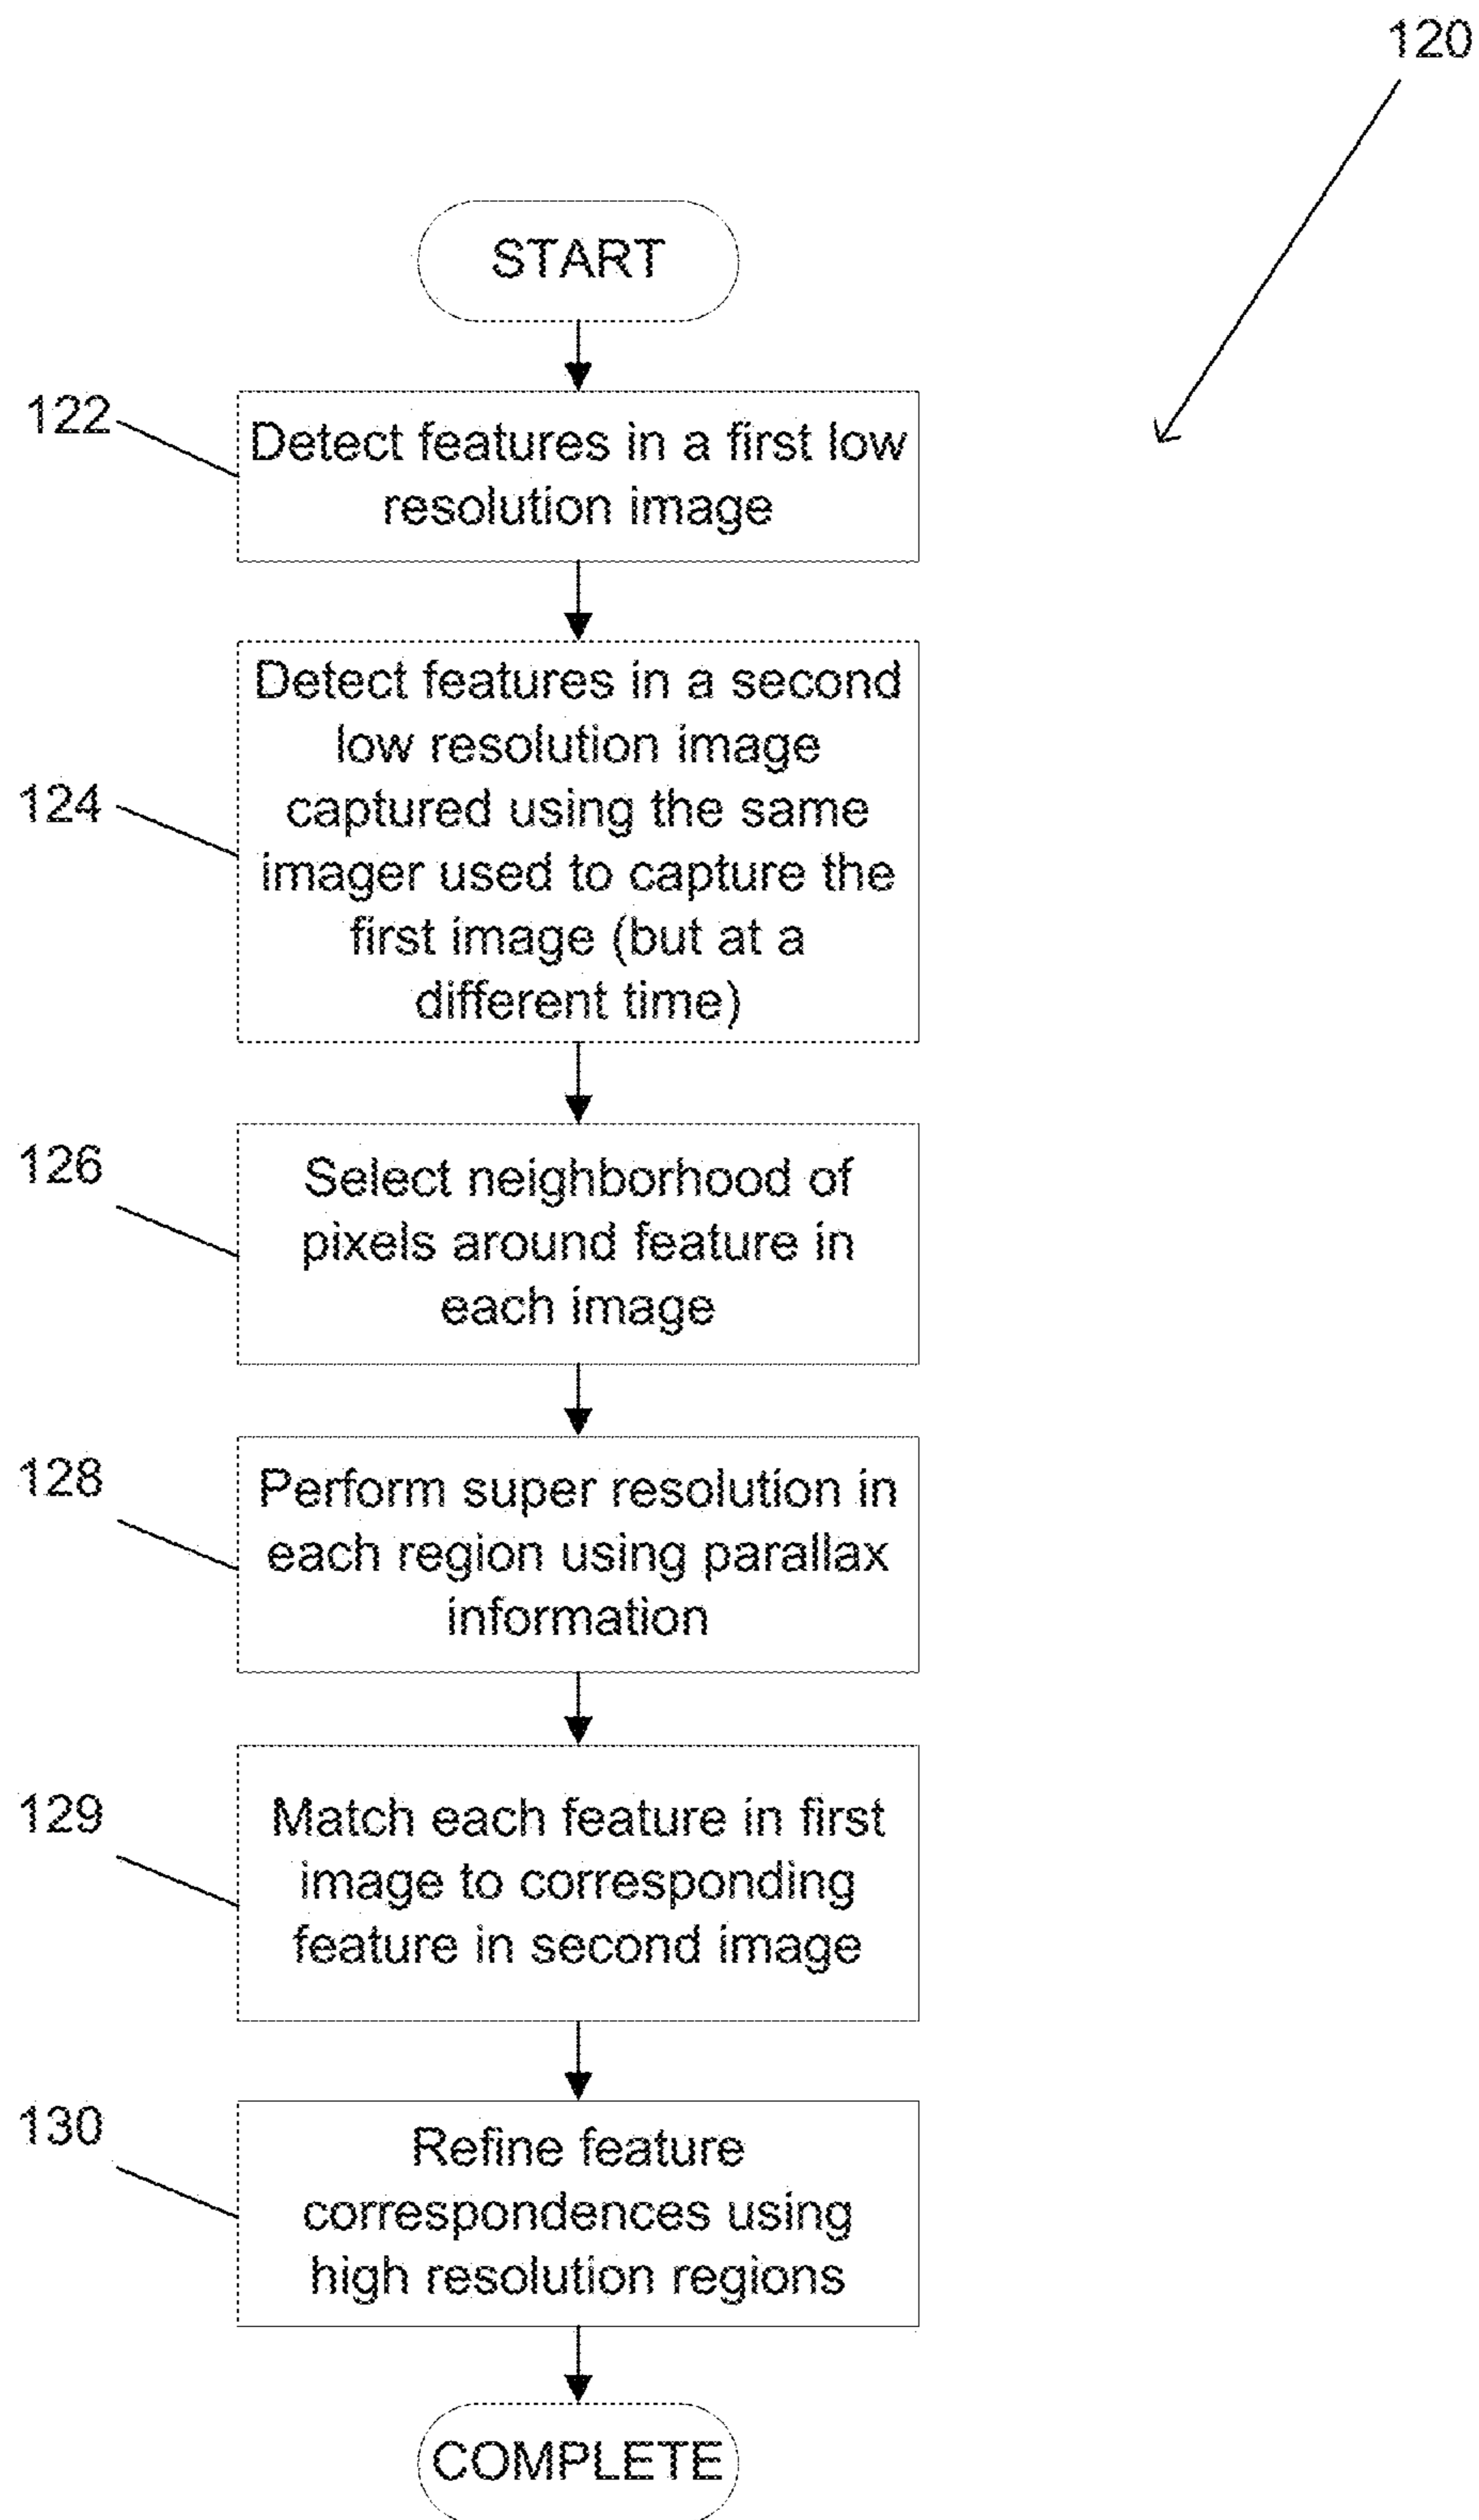 120
START
122
Detect features in a first low
resolution image
124
Detect features in a second
low resolution image
captured using the same
imager used to capture the
first image (but at a
different time)
126
Select neighborhood of
pixels around feature in
each image
128
Perform super resolution in
each region using parallax
information
129
Match each feature in first
image to corresponding
feature in second image
130
Refine feature
correspondences using
high resolution regions
COMPLETE